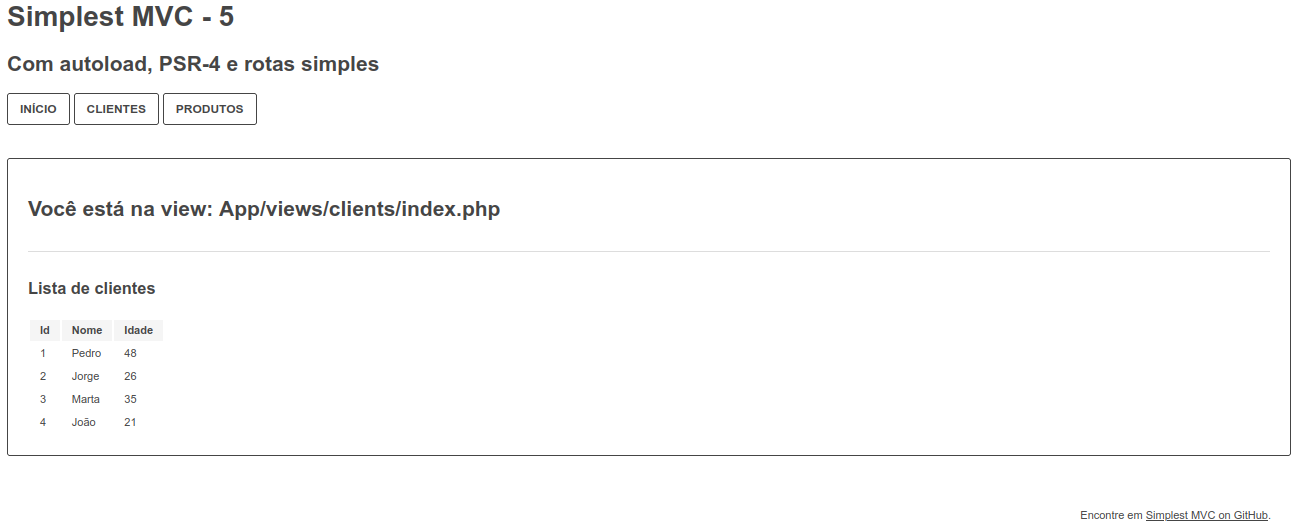 Simplest MVC - 5
Com autoload, PSR-4 e rotas simples
INÍCIO CLIENTES PRODUTOS
Você está na view: App/views/clients/index.php
Lista de clientes
Id Nome Idade
1 Pedro 48
2 Jorge 26
3 Marta 35
4 João 21
Encontre em Simplest MVC on GitHub.